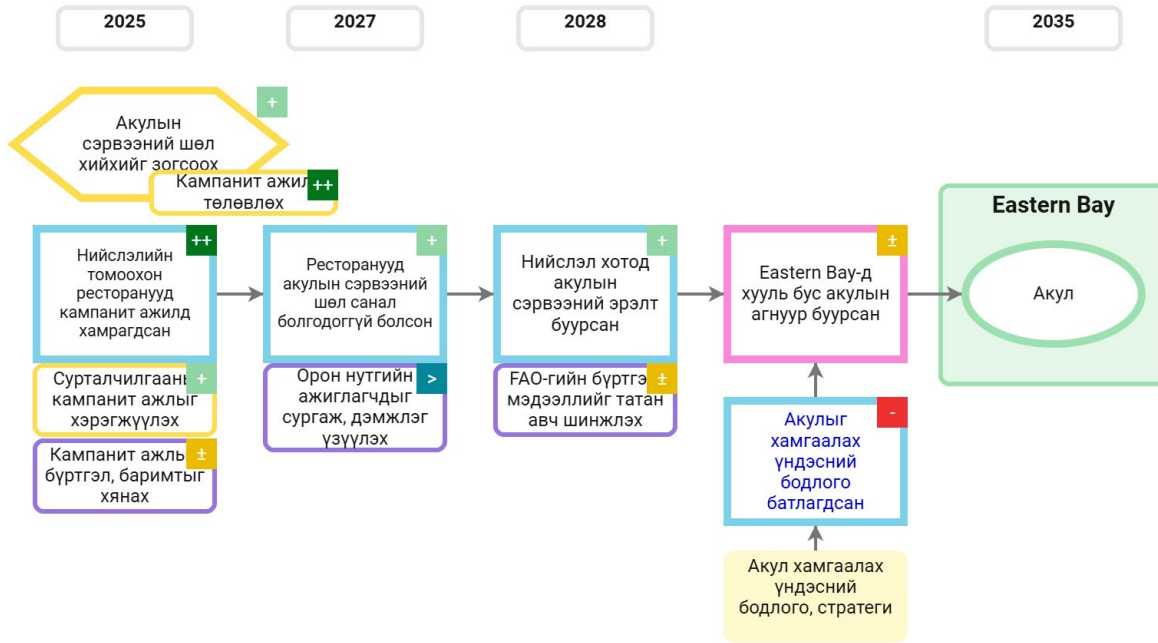 2025
2027
2028
2035
Акулын
сэрвээний шөл
хийхийг зогсоох
+
Кампанит ажил
төлөвлөх
++
Нийслэлийн
томоохон
ресторанууд
кампанит ажилд
хамрагдсан
++
Сурталчилгааны
кампанит ажлыг
хэрэгжүүлэх
+
Кампанит ажлын
бүртгэл, баримтыг
хянах
±
Ресторанууд
акулын сэрвээний
шөл санал
болгодоггүй болсон
+
Орон нутгийн
ажиглагчдыг
сургаж, дэмжлэг
үзүүлэх
>
Нийслэл хотод
акулын
сэрвээний эрэлт
буурсан
+
FAO-гийн бүртгэл
мэдээллийг татан
авч шинжлэх
±
Eastern Bay-д
хууль бус акулын
агнуур буурсан
±
Акулыг
хамгаалах
үндэсний
бодлого
батлагдсан
-
Акул хамгаалах
үндэсний
бодлого, стратеги
Eastern Bay
Акул